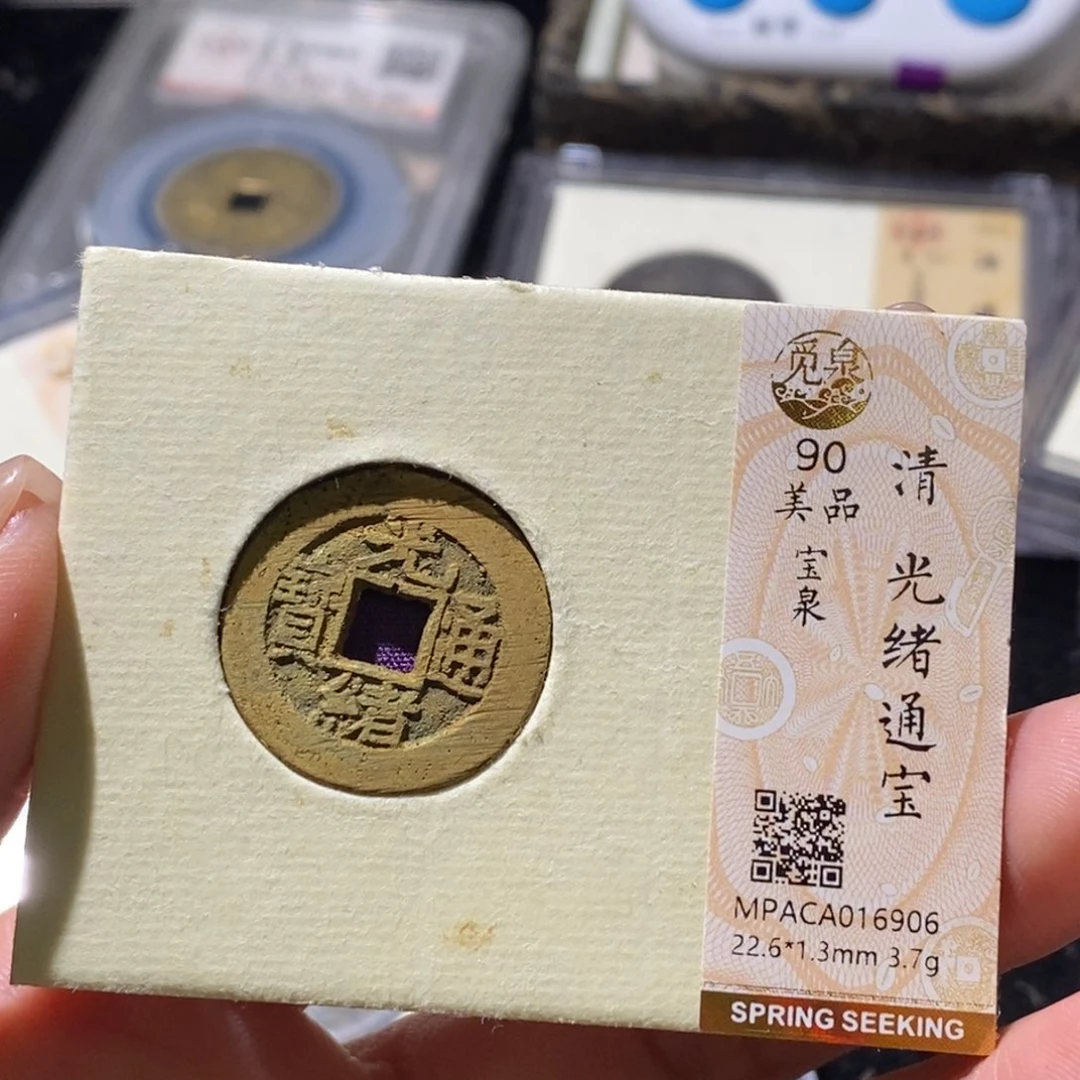 光緒通寶
觅泉
90
美品
宝泉
清 光绪通宝
MPACA016906
22.6*1.3mm 3.7g
SPRING SEEKING